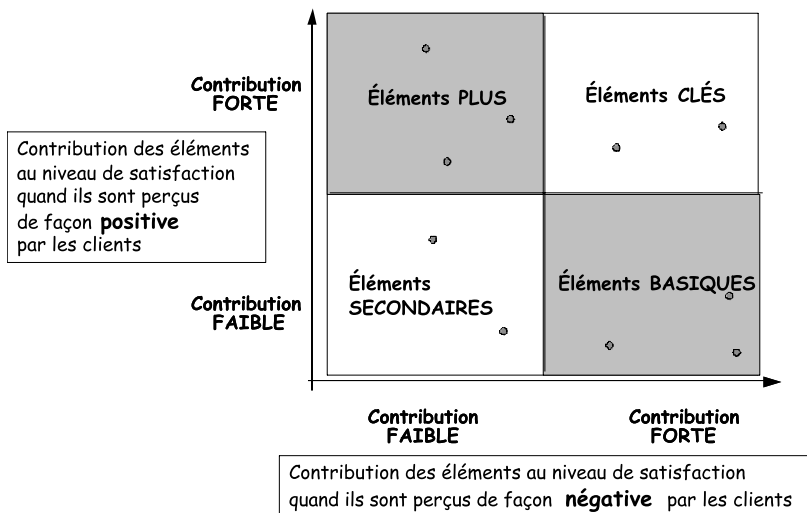 Contribution
FORTE
Éléments PLUS
Éléments CLÉS
Contribution des éléments
au niveau de satisfaction
quand ils sont perçus
de façon positive
par les clients
Contribution
FAIBLE
Éléments
SECONDAIRES
Éléments BASIQUES
Contribution
FAIBLE
Contribution
FORTE
Contribution des éléments au niveau de satisfaction
quand ils sont perçus de façon négative par les clients